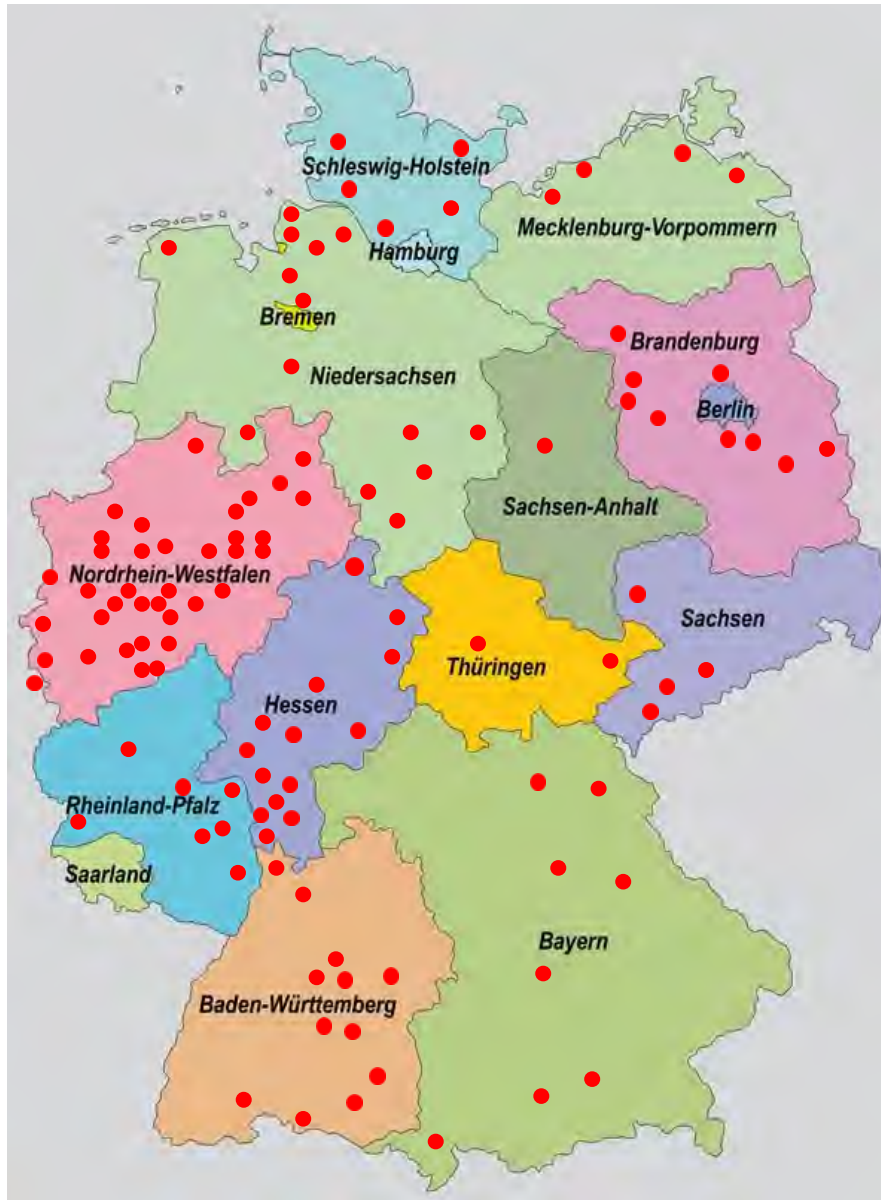 Schleswig-Holstein
Mecklenburg-Vorpommern
Hamburg
Bremen
Brandenburg
Niedersachsen
Berlin
Sachsen-Anhalt
Nordrhein-Westfalen
Sachsen
Thüringen
Hessen
Rheinland-Pfalz
Saarland
Bayern
Baden-Württemberg